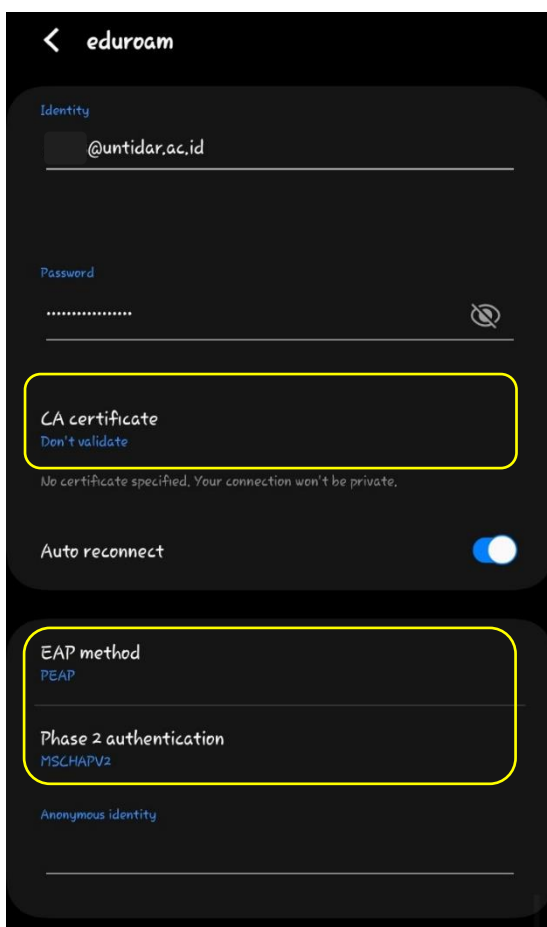 eduroam
Identity
@untidar.ac.id
Password
CA certificate
Don't validate
No certificate specified. Your connection won't be private.
Auto reconnect
EAP method
PEAP
Phase 2 authentication
MSCHAPV2
Anonymous identity